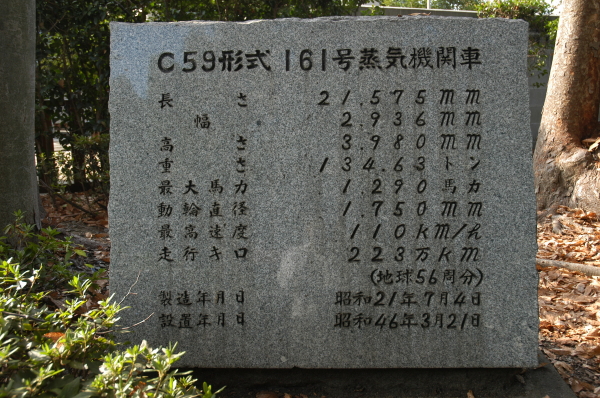 C59形式161号蒸気機関車
長さ 21.575mm
幅 2.936mm
高さ 3.980mm
重さ 134.63トン
最大馬力 1.290馬力
動輪直径 1.750mm
最高速度 110km/h
走行キロ 223万km
(地球56周分)
製造年月日 昭和21年7月4日
設置年月日 昭和46年3月21日